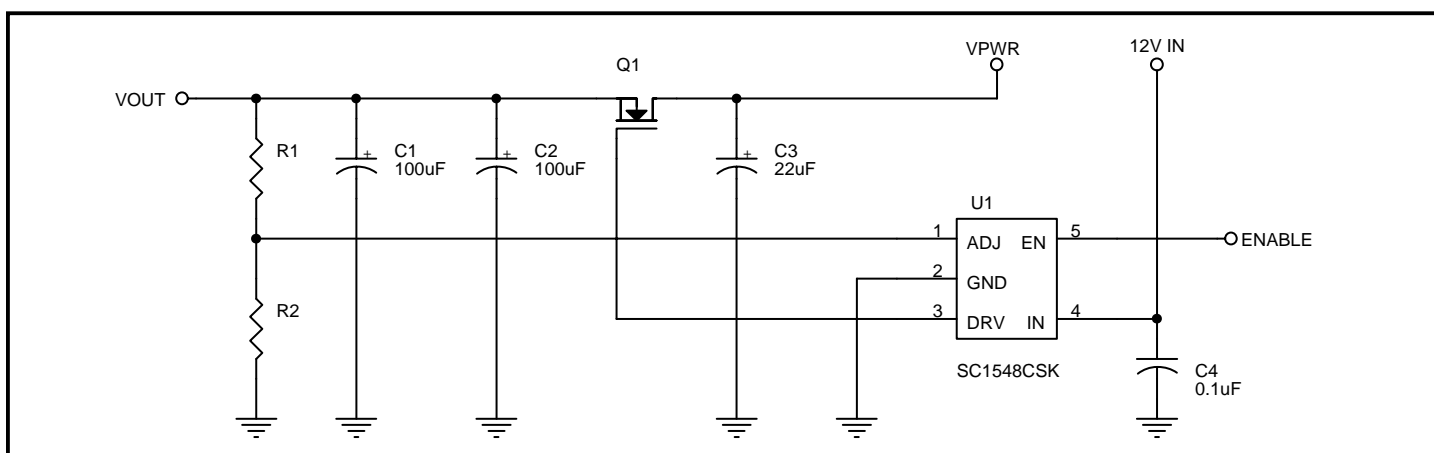 VPWR
12V IN
Q1
VOUT
R1
C1
100uF
C2
100uF
C3
22uF
U1
1
ADJ
EN
5
ENABLE
2
GND
R2
3
DRV
IN
4
SC1548CSK
C4
0.1uF
+
+
+